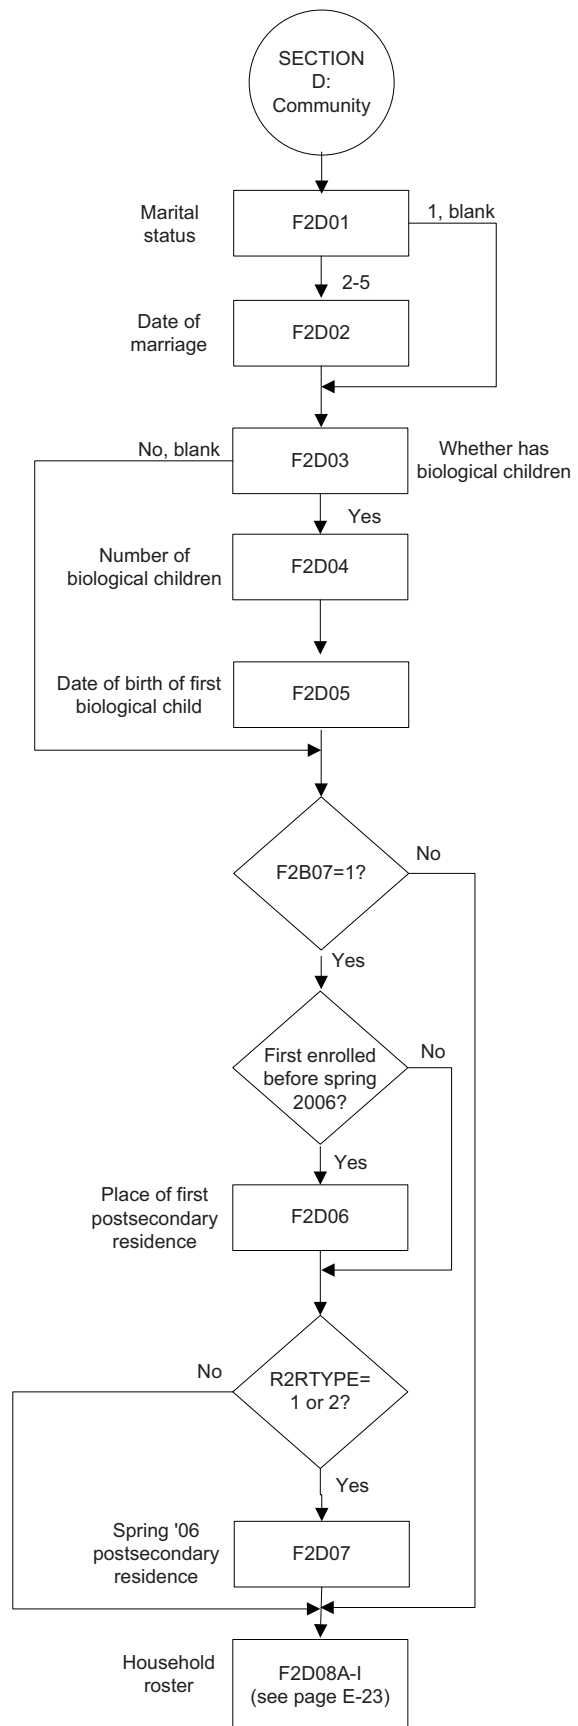 SECTION
D:
Community
Marital
status
F2D01
1, blank
2-5
Date of
marriage
F2D02
No, blank
F2D03
Whether has
biological children
Yes
Number of
biological children
F2D04
Date of birth of first
biological child
F2D05
F2B07=1?
No
Yes
First enrolled
before spring
2006?
No
Yes
Place of first
postsecondary
residence
F2D06
No
R2RTYPE=
1 or 2?
Yes
Spring '06
postsecondary
residence
F2D07
Household
roster
F2D08A-I
(see page E-23)